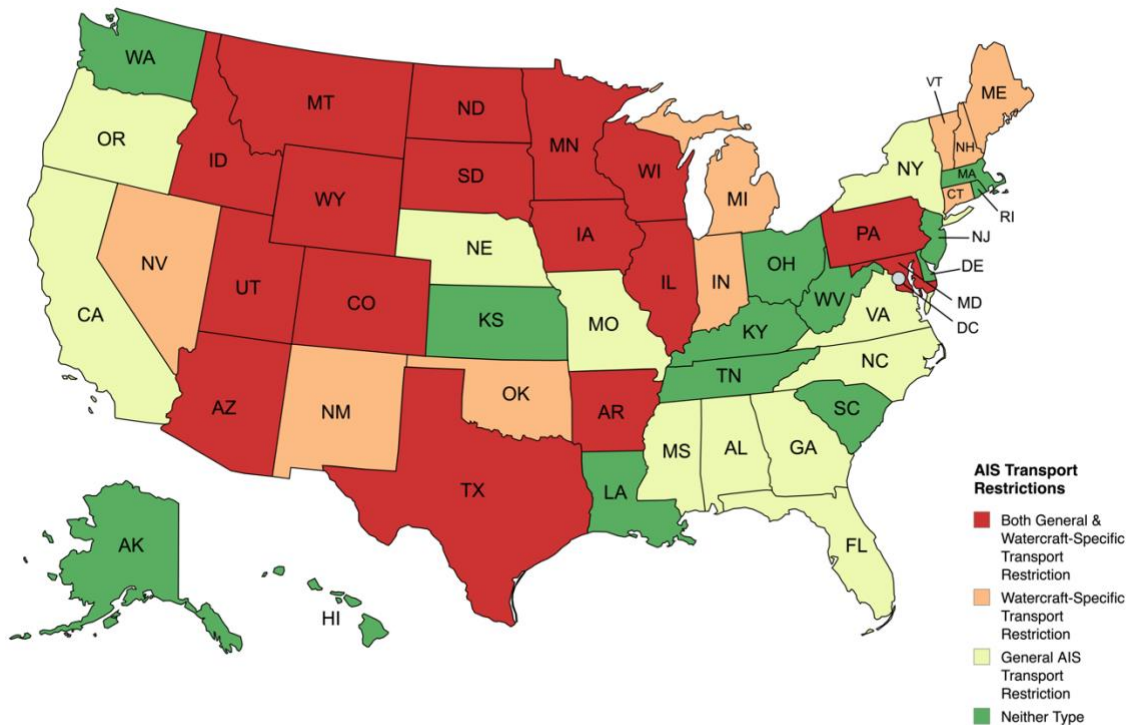 WA
MT
ND
MN
VT
ME
OR
ID
SD
WI
NY
NH
MA
WY
MI
CT
RI
NE
IA
PA
NJ
NV
UT
CO
IL
IN
OH
DE
CA
KS
MO
WV
VA
MD
KY
DC
AZ
NM
OK
AR
TN
NC
SC
TX
MS
AL
GA
LA
FL
AK
HI
AIS Transport
Restrictions
Both General &
Watercraft-Specific
Transport
Restriction
Watercraft-Specific
Transport
Restriction
General AIS
Transport
Restriction
Neither Type